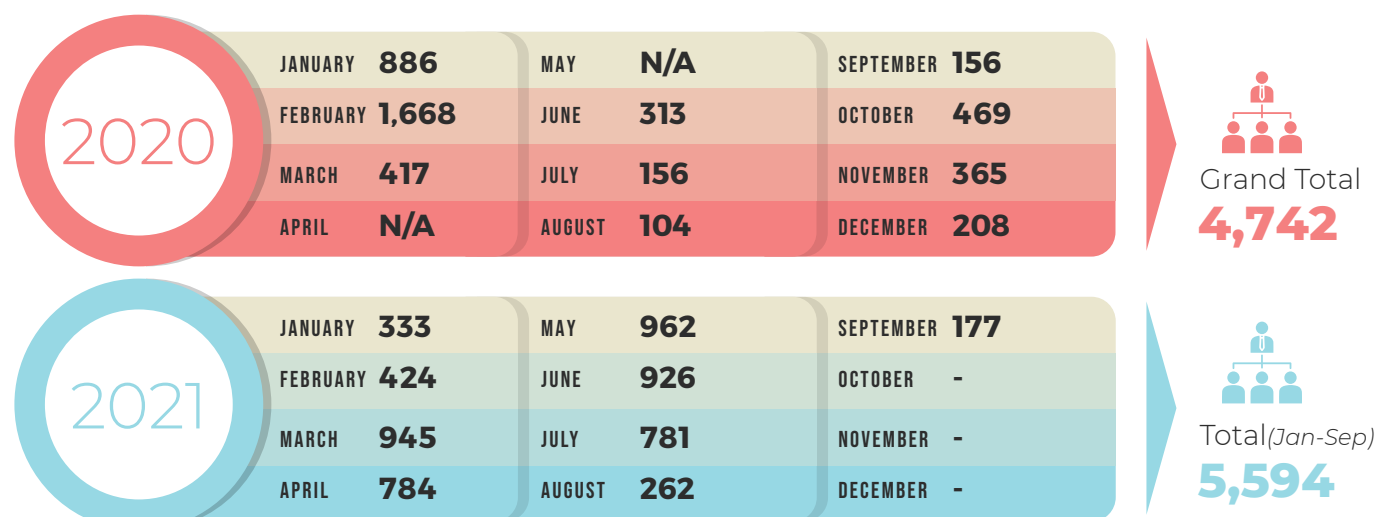 2020
JANUARY 886
FEBRUARY 1,668
MARCH 417
APRIL N/A
MAY N/A
JUNE 313
JULY 156
AUGUST 104
SEPTEMBER 156
OCTOBER 469
NOVEMBER 365
DECEMBER 208
Grand Total
4,742
2021
JANUARY 333
FEBRUARY 424
MARCH 945
APRIL 784
MAY 962
JUNE 926
JULY 781
AUGUST 262
SEPTEMBER 177
OCTOBER -
NOVEMBER -
DECEMBER -
Total(Jan-Sep)
5,594